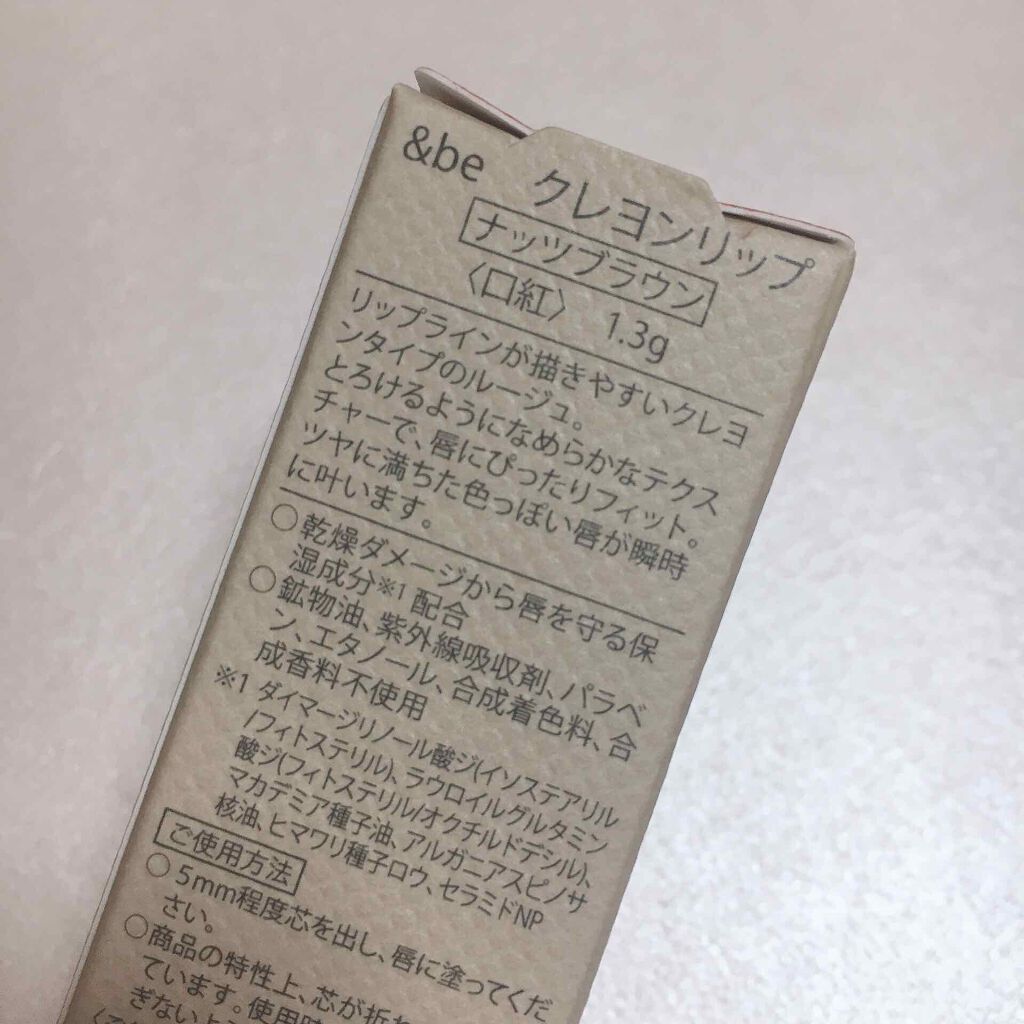 &be クレヨンリップ
ナッツブラウン
〈口紅〉 1.3g
リップラインが描きやすいクレヨ
ンタイプのルージュ。
とろけるようになめらかなテクス
チャーで、唇にぴったりフィット。
ツヤに満ちた色っぽい唇が瞬時
に叶います。
○乾燥ダメージから唇を守る保
湿成分※1配合
○鉱物油、紫外線吸収剤、パラベ
ン、エタノール、合成着色料、合
成香料不使用
※1 ダイマージリノール酸ジ(イソステアリル
/フィトステリル)、ラウロイルグルタミン
酸ジ(フィトステリル/オクチルドデシル)、
マカデミア種子油、アルガニアスピノサ
核油、ヒマワリ種子ロウ、セラミドNP
ご使用方法
○5mm程度芯を出し、唇に塗ってくだ
さい。
○商品の特性上、芯が折れ
ています。使用時
ぎないよう